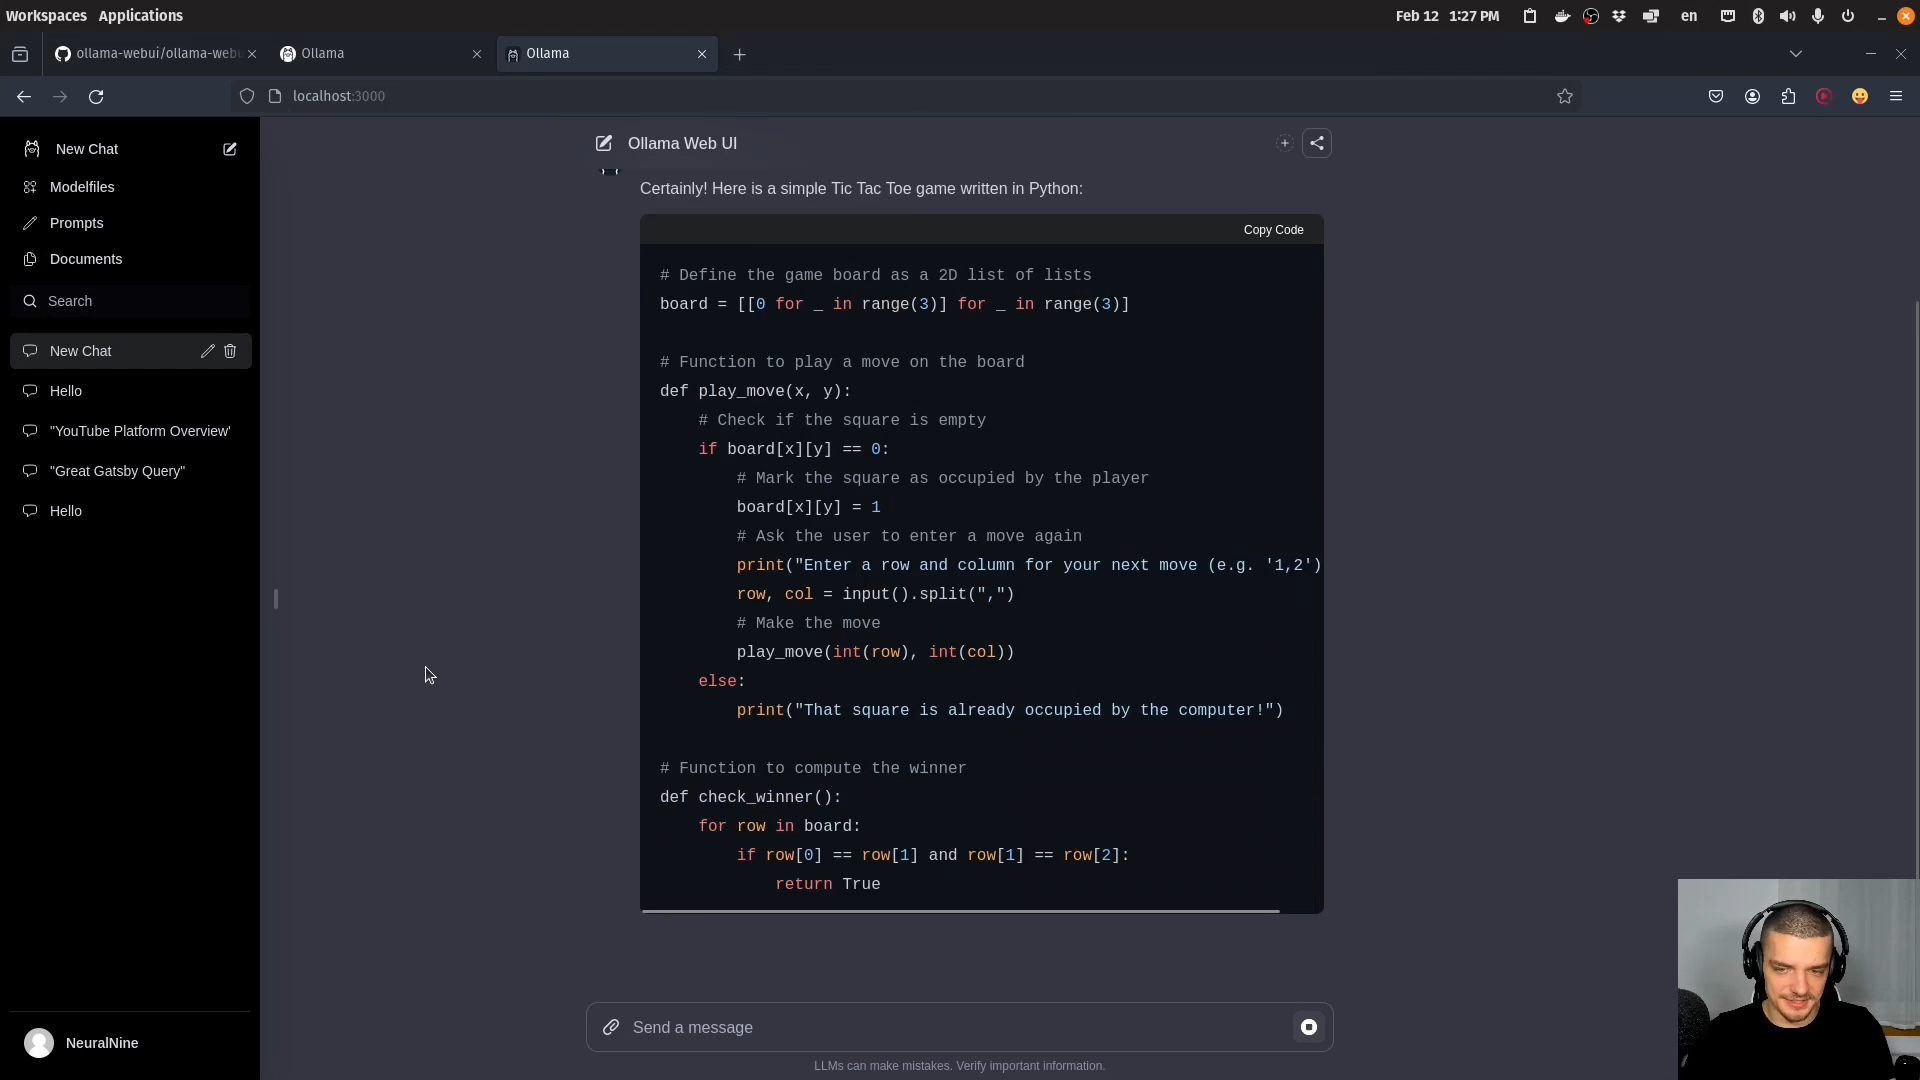 Workspaces Applications
Feb 12 1:27 PM
en
ollama-webui/ollama-webu
Ollama
Ollama
localhost:3000
New Chat
Modelfiles
Prompts
Documents
Search
New Chat
Hello
"YouTube Platform Overview"
"Great Gatsby Query"
Hello
NeuralNine
Ollama Web UI
Certainly! Here is a simple Tic Tac Toe game written in Python:
Copy Code
# Define the game board as a 2D list of lists
board = [[0 for _ in range(3)] for _ in range(3)]
# Function to play a move on the board
def play_move(x, y):
# Check if the square is empty
if board[x][y] == 0:
# Mark the square as occupied by the player
board[x][y] = 1
# Ask the user to enter a move again
print("Enter a row and column for your next move (e.g. '1,2')
row, col = input().split(",")
# Make the move
play_move(int(row), int(col))
else:
print("That square is already occupied by the computer!")
# Function to compute the winner
def check_winner():
for row in board:
if row[0] == row[1] and row[1] == row[2]:
return True
Send a message
LLMs can make mistakes. Verify important information.